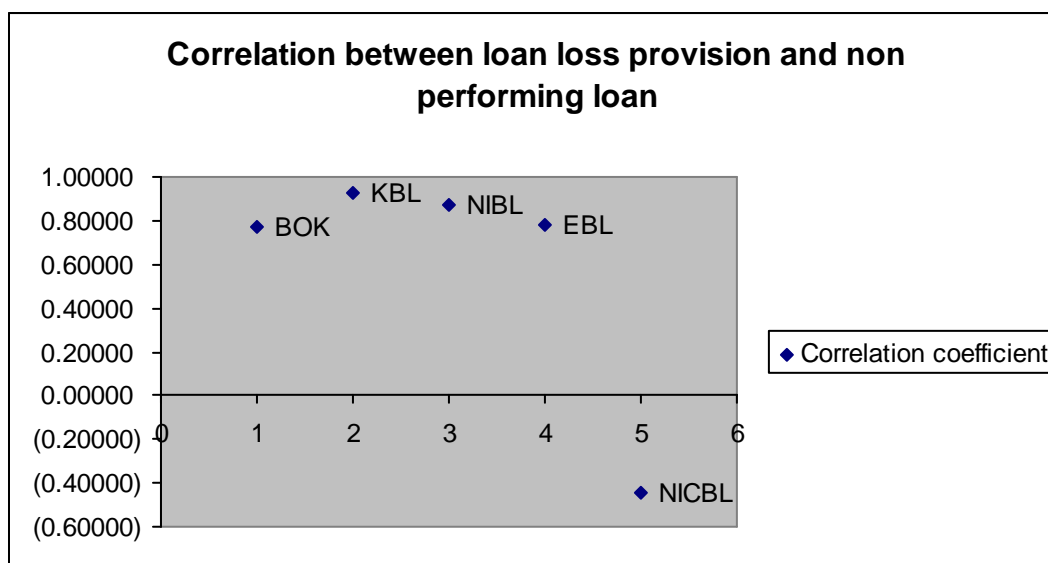 Correlation between loan loss provision and non
performing loan
1.00000
0.80000
0.60000
0.40000
0.20000
0.00000
(0.20000)
(0.40000)
(0.60000)
0 1 2 3 4 5 6
BOK
KBL
NIBL
EBL
NICBL
Correlation coefficient